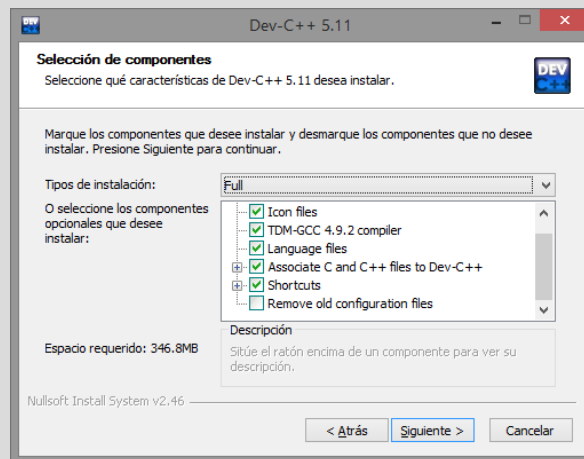 Dev-C++ 5.11
Selección de componentes
Seleccione qué características de Dev-C++ 5.11 desea instalar.
DEV
C++
Marque los componentes que desee instalar y desmarque los componentes que no desee
instalar. Presione Siguiente para continuar.
Tipos de instalación:
Full
O seleccione los componentes
opcionales que desee
instalar:
Icon files
TDM-GCC 4.9.2 compiler
Language files
Associate C and C++ files to Dev-C++
Shortcuts
Remove old configuration files
Espacio requerido: 346.8MB
Descripción
Sitúe el ratón encima de un componente para ver su
descripción.
Nullsoft Install System v2.46
< Atrás
Siguiente >
Cancelar